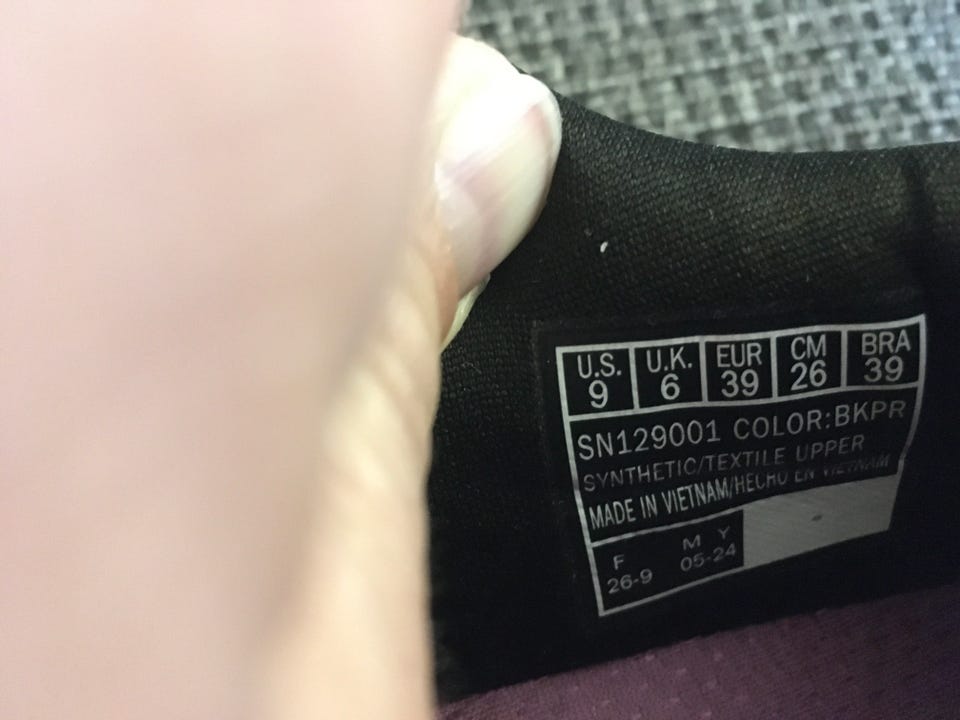 U.S. U.K. EUR CM BRA
9 6 39 26 39
SN129001 COLOR:BKPR
SYNTHETIC/TEXTILE UPPER
MADE IN VIETNAM/HECHO EN VIETNAM
F M Y
26-9 05-24